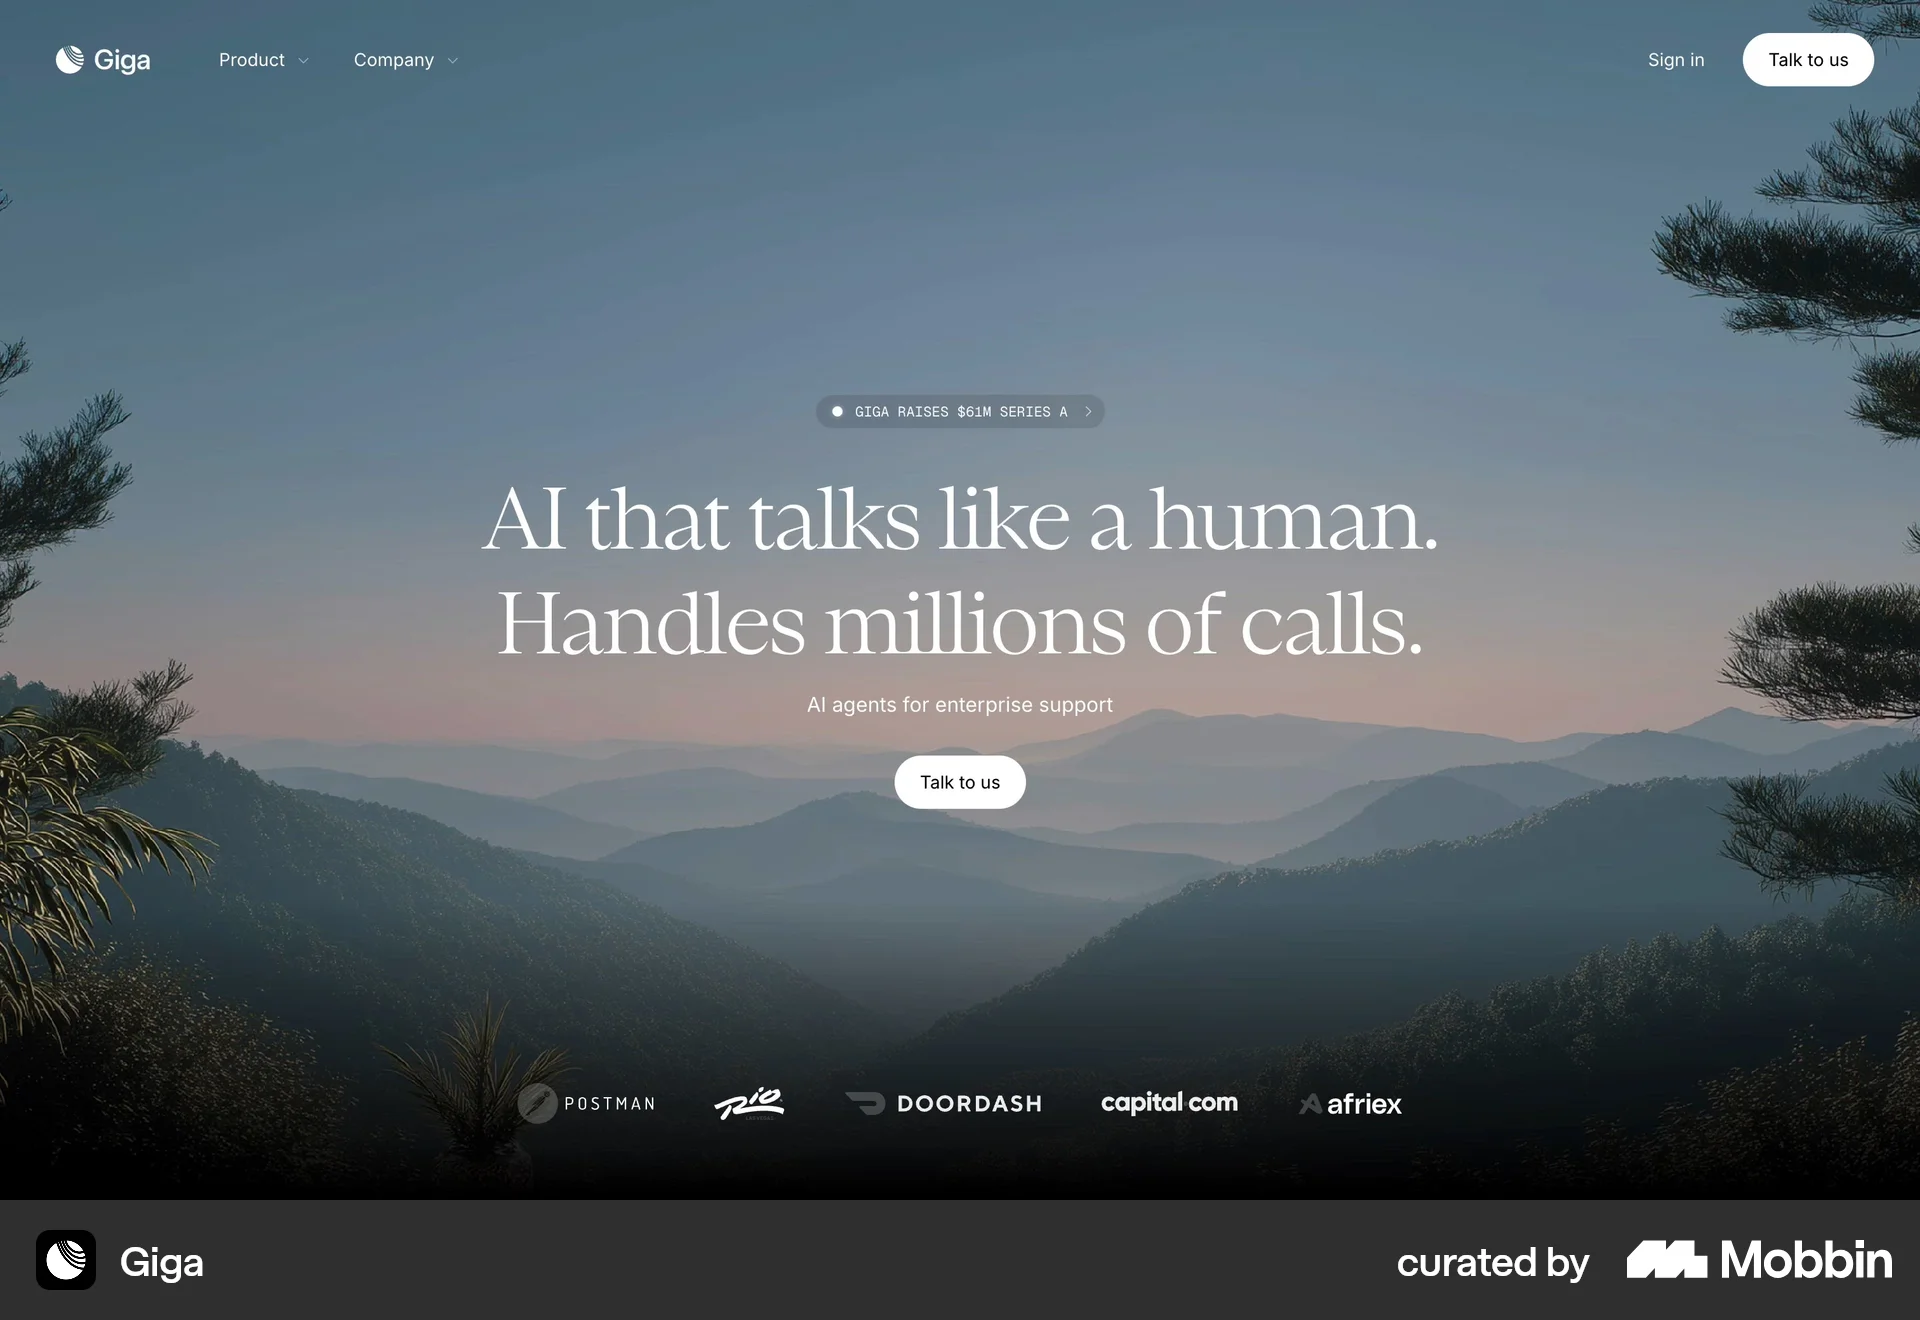 Giga
Product
Company
Sign in
Talk to us
GIGA RAISES $61M SERIES A
AI that talks like a human.
Handles millions of calls.
AI agents for enterprise support
Talk to us
POSTMAN
Rio
DOORDASH
capital.com
afriex
Giga
curated by
Mobbin